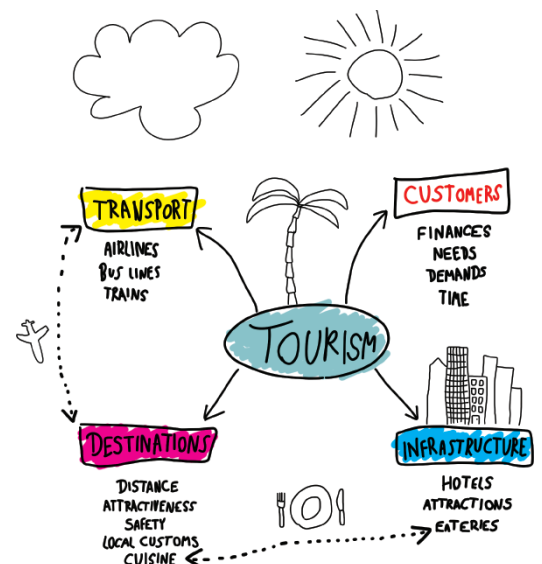 TRANSPORT
AIRLINES
BUS LINES
TRAINS
CUSTOMERS
FINANCES
NEEDS
DEMANDS
TIME
TOURISM
DESTINATIONS
DISTANCE
ATTRACTIVENESS
SAFETY
LOCAL CUSTOMS
CUISINE
INFRASTRUCTURE
HOTELS
ATTRACTIONS
EATERIES